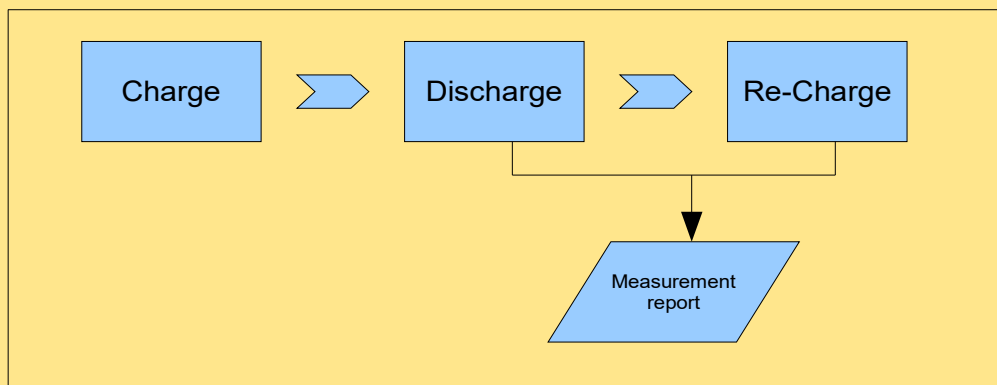 Charge
Discharge
Re-Charge
Measurement
report